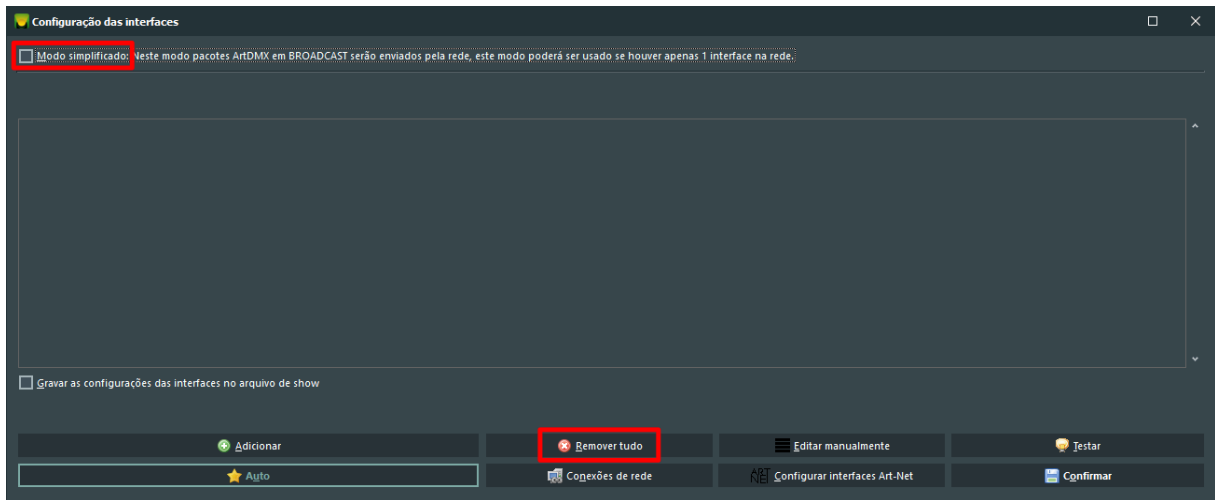 Configuração das interfaces
Modo simplificado: Neste modo pacotes ArtDMX em BROADCAST serão enviados pela rede, este modo poderá ser usado se houver apenas 1 interface na rede.
Gravar as configurações das interfaces no arquivo de show
Adicionar Remover tudo Editar manualmente Testar
Auto Conexões de rede ART NET Configurar interfaces Art-Net Confirmar